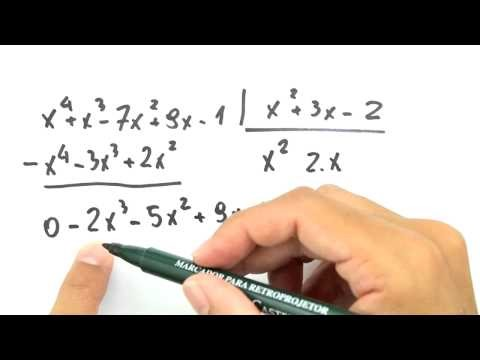 x⁴+x³-7x²+9x-1 | x²+3x-2
-x⁴-3x³+2x² x² 2.x
0-2x³-5x²+9
MARCADOR PARA RETROPROJETOR